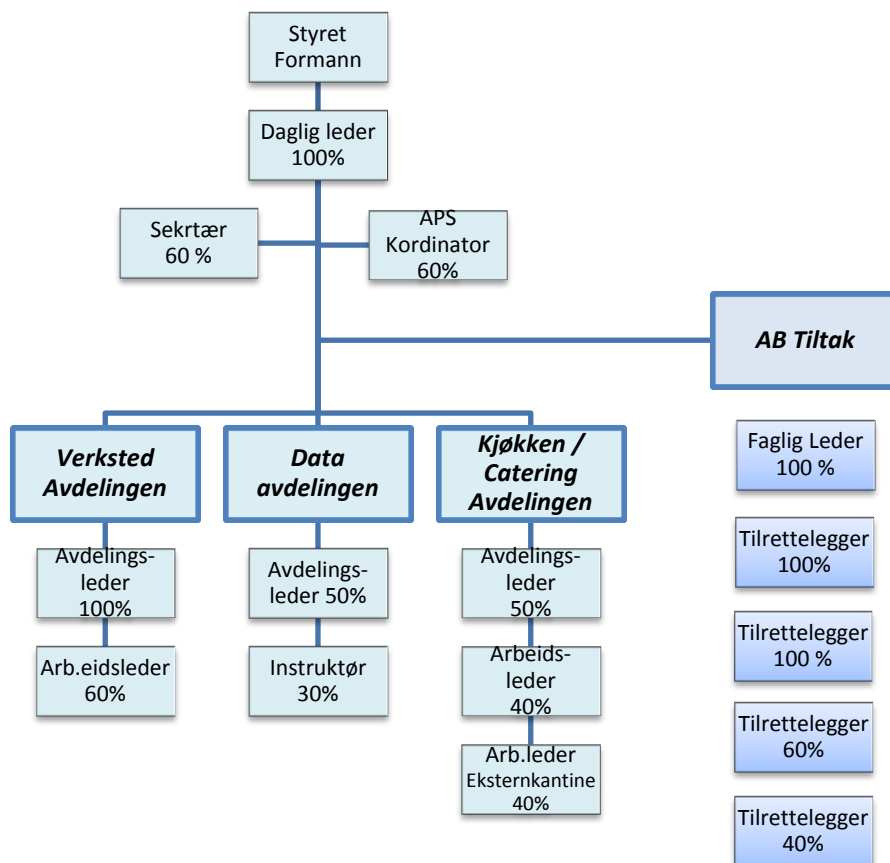 Styret
Formann
Daglig leder
100%
Sekrtær
60 %
APS
Kordinator
60%
AB Tiltak
Verksted
Avdelingen
Data
avdelingen
Kjøkken /
Catering
Avdelingen
Faglig Leder
100 %
Avdelings-
leder
100%
Avdelings-
leder 50%
Avdelings-
leder
50%
Tilrettelegger
100%
Arb.eidsleder
60%
Instruktør
30%
Arbeids-
leder
40%
Tilrettelegger
100 %
Arb.leder
Eksternkantine
40%
Tilrettelegger
60%
Tilrettelegger
40%